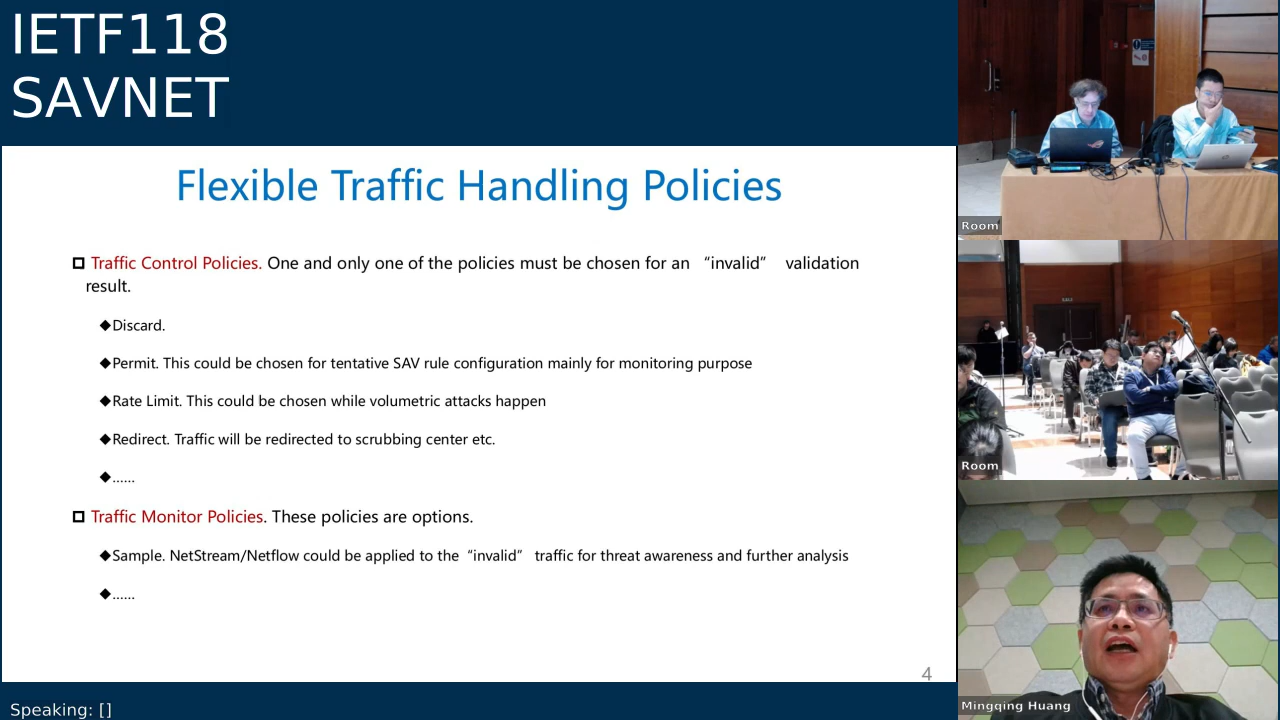 IETF118
SAVNET
Flexible Traffic Handling Policies
Traffic Control Policies. One and only one of the policies must be chosen for an “invalid” validation
result.
◆Discard.
◆Permit. This could be chosen for tentative SAV rule configuration mainly for monitoring purpose
◆Rate Limit. This could be chosen while volumetric attacks happen
◆Redirect. Traffic will be redirected to scrubbing center etc.
◆......
Traffic Monitor Policies. These policies are options.
◆Sample. NetStream/Netflow could be applied to the “invalid” traffic for threat awareness and further analysis
◆......
4
Speaking: []
Room
Room
Mingqing Huang